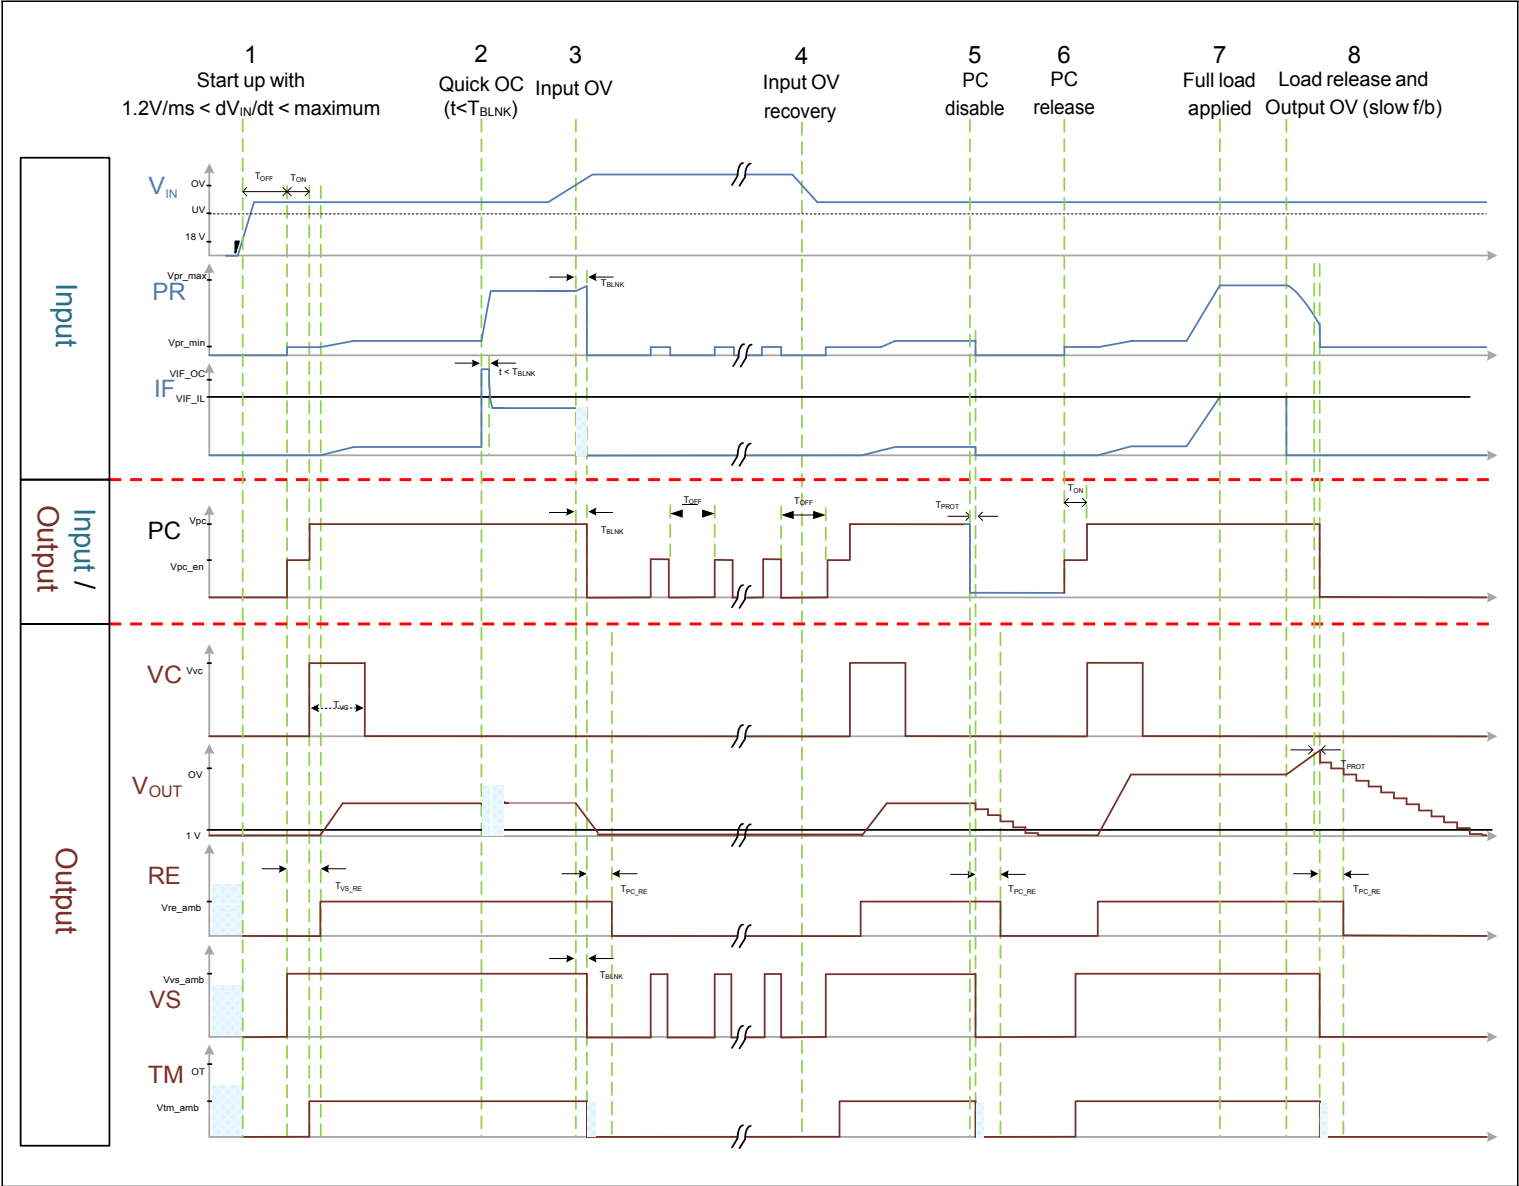 1
Start up with
1.2V/ms < dVIN/dt < maximum
2
Quick OC
(t<TBLNK)
3
Input OV
4
Input OV
recovery
5
PC
disable
6
PC
release
7
Full load
applied
8
Load release and
Output OV (slow f/b)
Input
VIN
OV
UV
18 V
TOFF
TON
PR
Vpr_max
Vpr_min
TBLNK
IF
VIF_OC
VIF_IL
t < TBLNK
Input /
Output
PC
Vpc
Vpc_en
TBLNK
TOFF
TOFF
TPROT
TON
Output
VC
Vvc
TVC
VOUT
OV
1 V
TPROT
RE
Vre_amb
TVS_RE
TPC_RE
TPC_RE
TPC_RE
VS
Vvs_amb
TBLNK
TM
OT
Vtm_amb